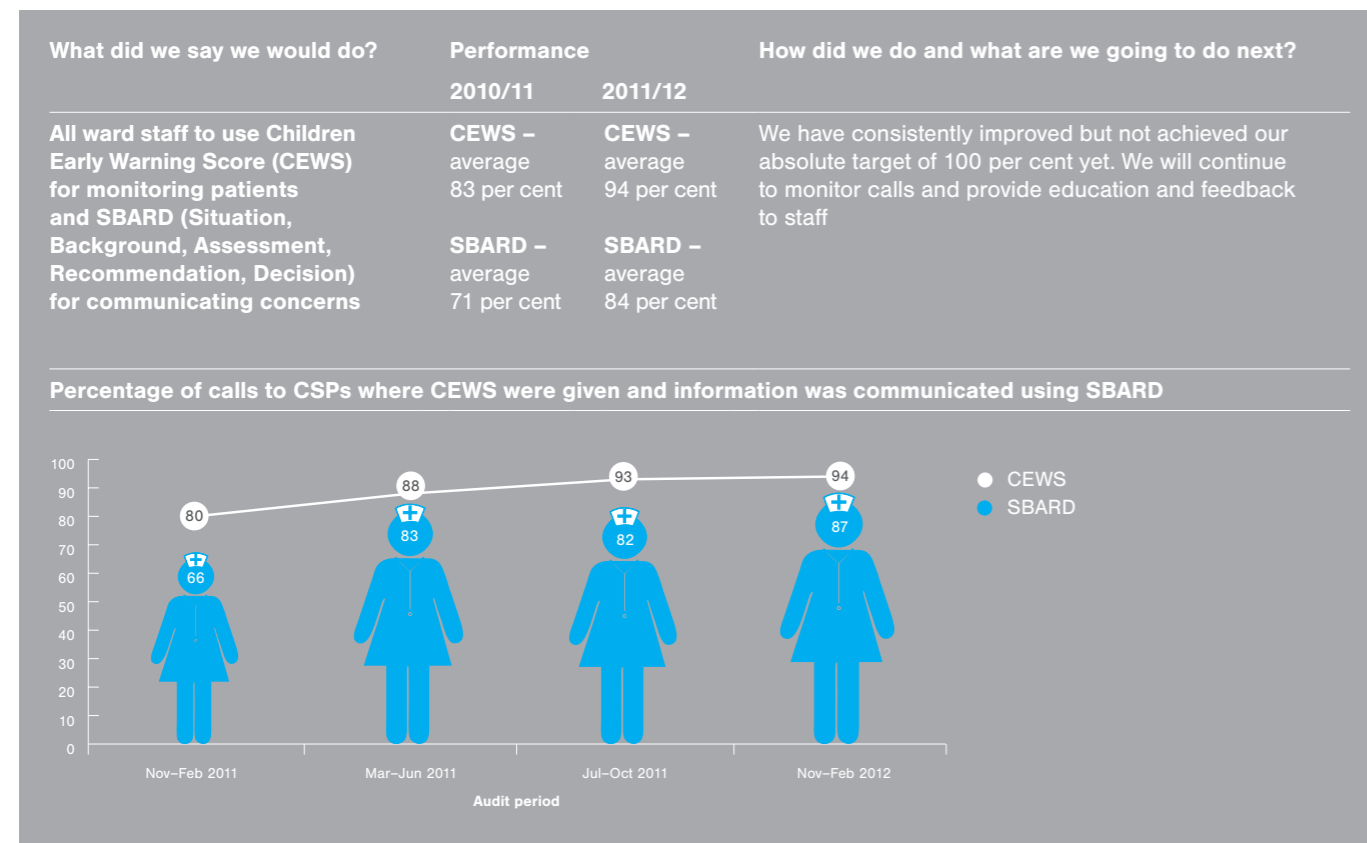 What did we say we would do?
Performance
How did we do and what are we going to do next?
2010/11
2011/12
All ward staff to use Children
Early Warning Score (CEWS)
for monitoring patients
and SBARD (Situation,
Background, Assessment,
Recommendation, Decision)
for communicating concerns
CEWS –
average
83 per cent
SBARD –
average
71 per cent
CEWS –
average
94 per cent
SBARD –
average
84 per cent
We have consistently improved but not achieved our
absolute target of 100 per cent yet. We will continue
to monitor calls and provide education and feedback
to staff
Percentage of calls to CSPs where CEWS were given and information was communicated using SBARD
100
90
80
70
60
50
40
30
20
10
0
80
88
93
94
66
83
82
87
CEWS
SBARD
Nov–Feb 2011
Mar–Jun 2011
Jul–Oct 2011
Nov–Feb 2012
Audit period